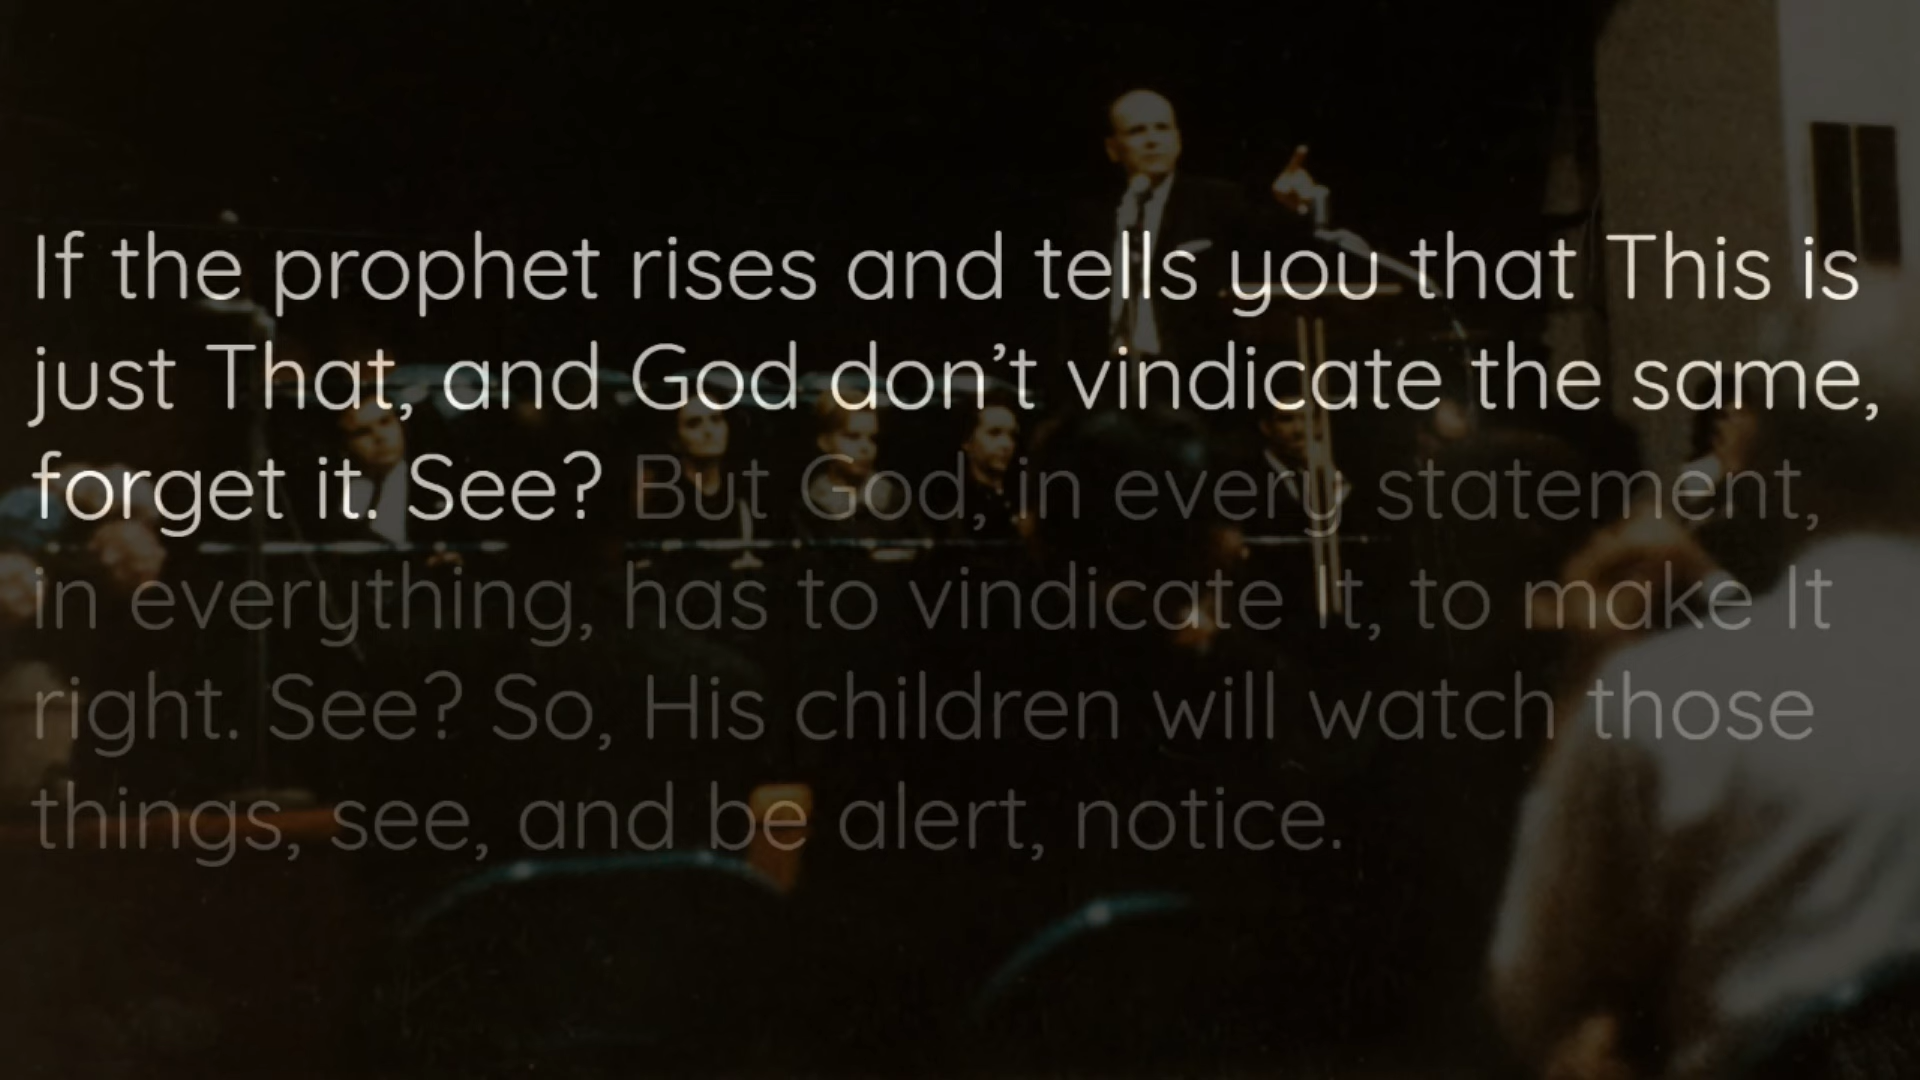 If the prophet rises and tells you that This is
just That, and God don’t vindicate the same,
forget it. See? But God, in every statement,
in everything, has to vindicate It, to make It
right. See? So, His children will watch those
things, see, and be alert, notice.